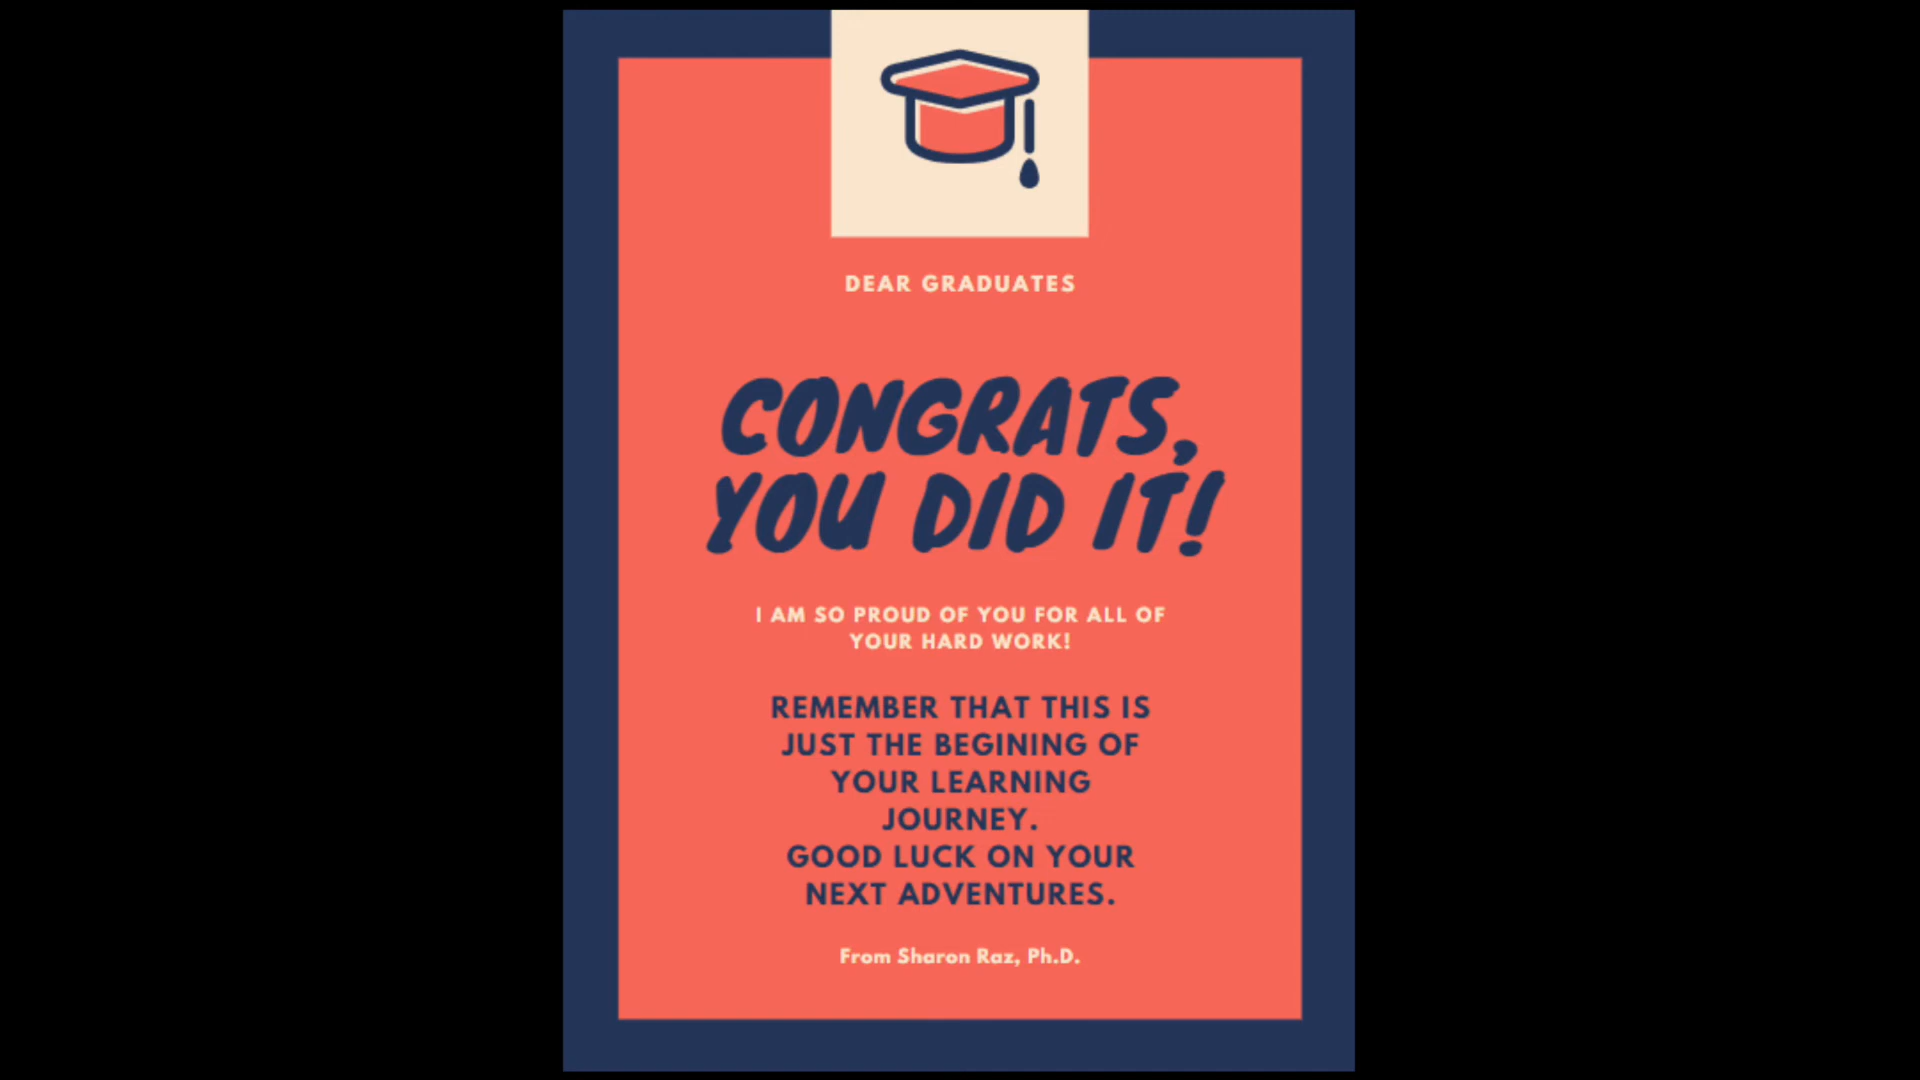 DEAR GRADUATES
CONGRATS,
YOU DID IT!
I AM SO PROUD OF YOU FOR ALL OF
YOUR HARD WORK!
REMEMBER THAT THIS IS
JUST THE BEGINING OF
YOUR LEARNING
JOURNEY.
GOOD LUCK ON YOUR
NEXT ADVENTURES.
From Sharon Raz, Ph.D.